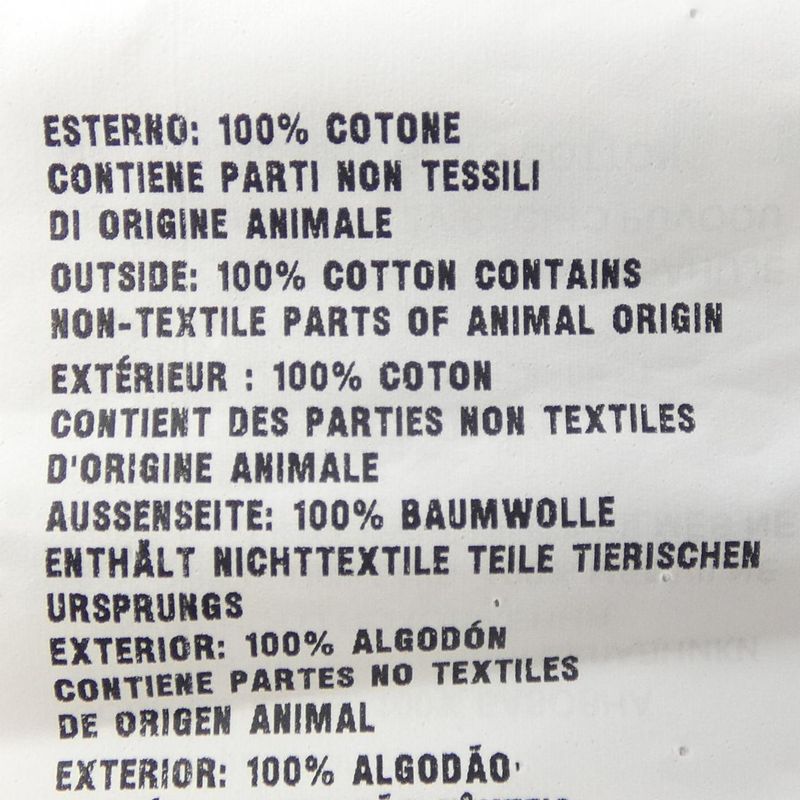 ESTERNO: 100% COTONE
CONTIENE PARTI NON TESSILI
DI ORIGINE ANIMALE
OUTSIDE: 100% COTTON CONTAINS
NON-TEXTILE PARTS OF ANIMAL ORIGIN
EXTÉRIEUR : 100% COTON
CONTIENT DES PARTIES NON TEXTILES
D'ORIGINE ANIMALE
AUSSENSEITE: 100% BAUMWOLLE
ENTHÄLT NICHTTEXTILE TEILE TIERISCHEN
URSPRUNGS
EXTERIOR: 100% ALGODÓN
CONTIENE PARTES NO TEXTILES
DE ORIGEN ANIMAL
EXTERIOR: 100% ALGODÃO